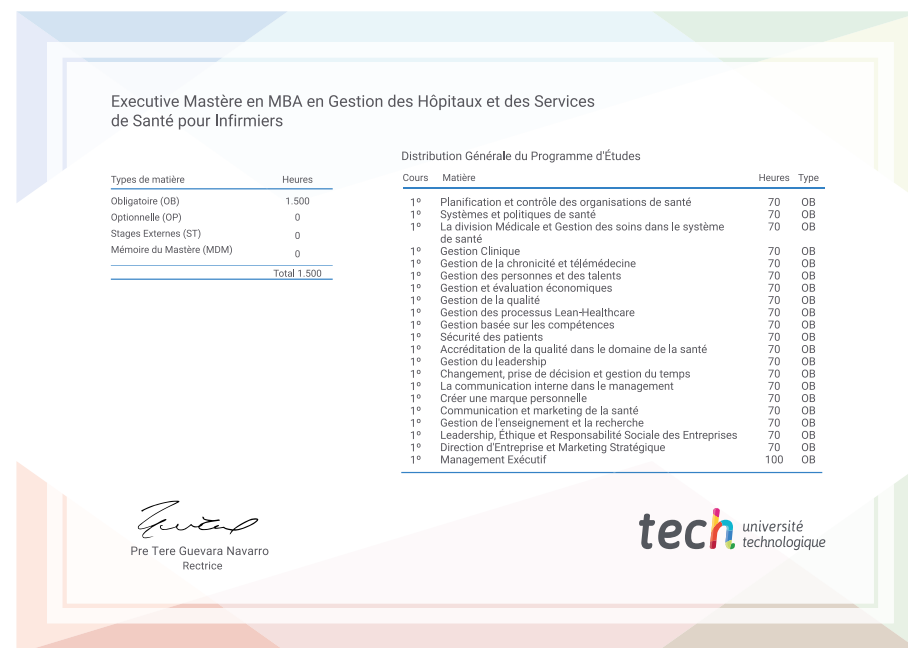 Executive Mastère en MBA en Gestion des Hôpitaux et des Services
de Santé pour Infirmiers
Types de matière Heures
Obligatoire (OB) 1.500
Optionnelle (OP) 0
Stages Externes (ST) 0
Mémoire du Mastère (MDM) 0
Total 1.500
Distribution Générale du Programme d'Études
Cours Matière Heures Type
1º Planification et contrôle des organisations de santé 70 OB
1º Systèmes et politiques de santé 70 OB
1º La division Médicale et Gestion des soins dans le système 70 OB
de santé
1º Gestion Clinique 70 OB
1º Gestion de la chronicité et télémédecine 70 OB
1º Gestion des personnes et des talents 70 OB
1º Gestion et évaluation économiques 70 OB
1º Gestion de la qualité 70 OB
1º Gestion des processus Lean-Healthcare 70 OB
1º Gestion basée sur les compétences 70 OB
1º Sécurité des patients 70 OB
1º Accréditation de la qualité dans le domaine de la santé 70 OB
1º Gestion du leadership 70 OB
1º Changement, prise de décision et gestion du temps 70 OB
1º La communication interne dans le management 70 OB
1º Créer une marque personnelle 70 OB
1º Communication et marketing de la santé 70 OB
1º Gestion de l'enseignement et la recherche 70 OB
1º Leadership, Éthique et Responsabilité Sociale des Entreprises 70 OB
1º Direction d'Entreprise et Marketing Stratégique 70 OB
1º Management Exécutif 100 OB
Pre Tere Guevara Navarro
Rectrice
tech université
technologique